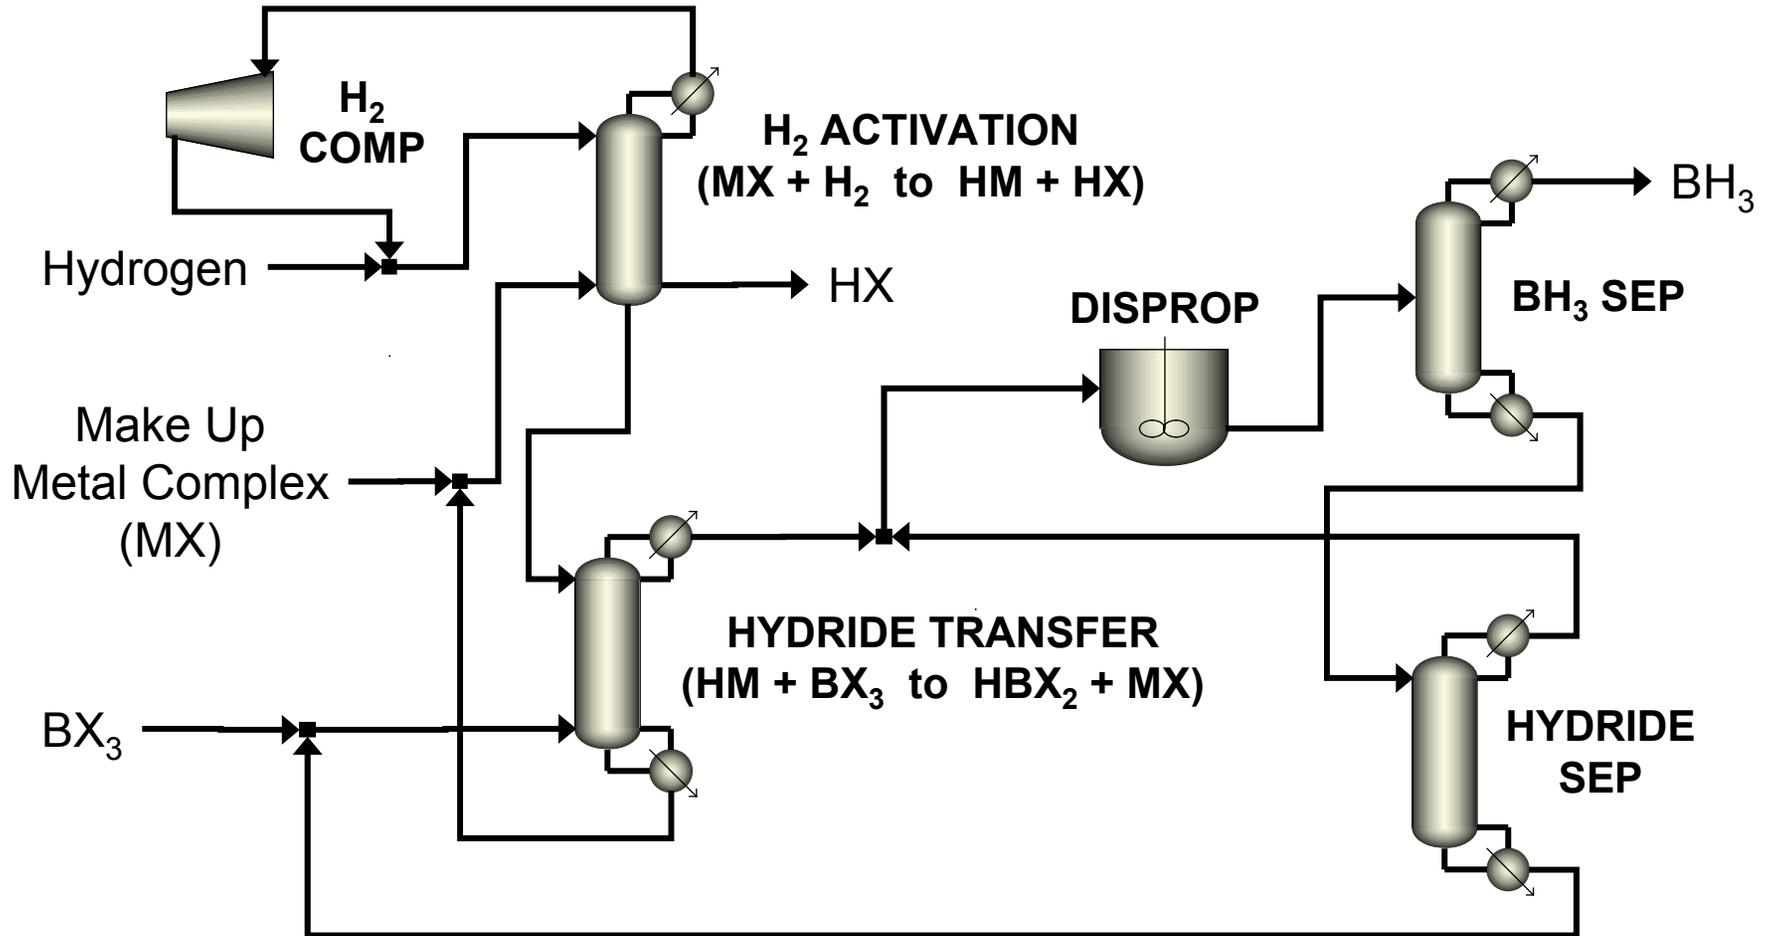 H₂
COMP
H₂ ACTIVATION
(MX + H₂ to HM + HX)
BH₃
Hydrogen
HX
DISPROP
BH₃ SEP
Make Up
Metal Complex
(MX)
HYDRIDE TRANSFER
(HM + BX₃ to HBX₂ + MX)
BX₃
HYDRIDE
SEP